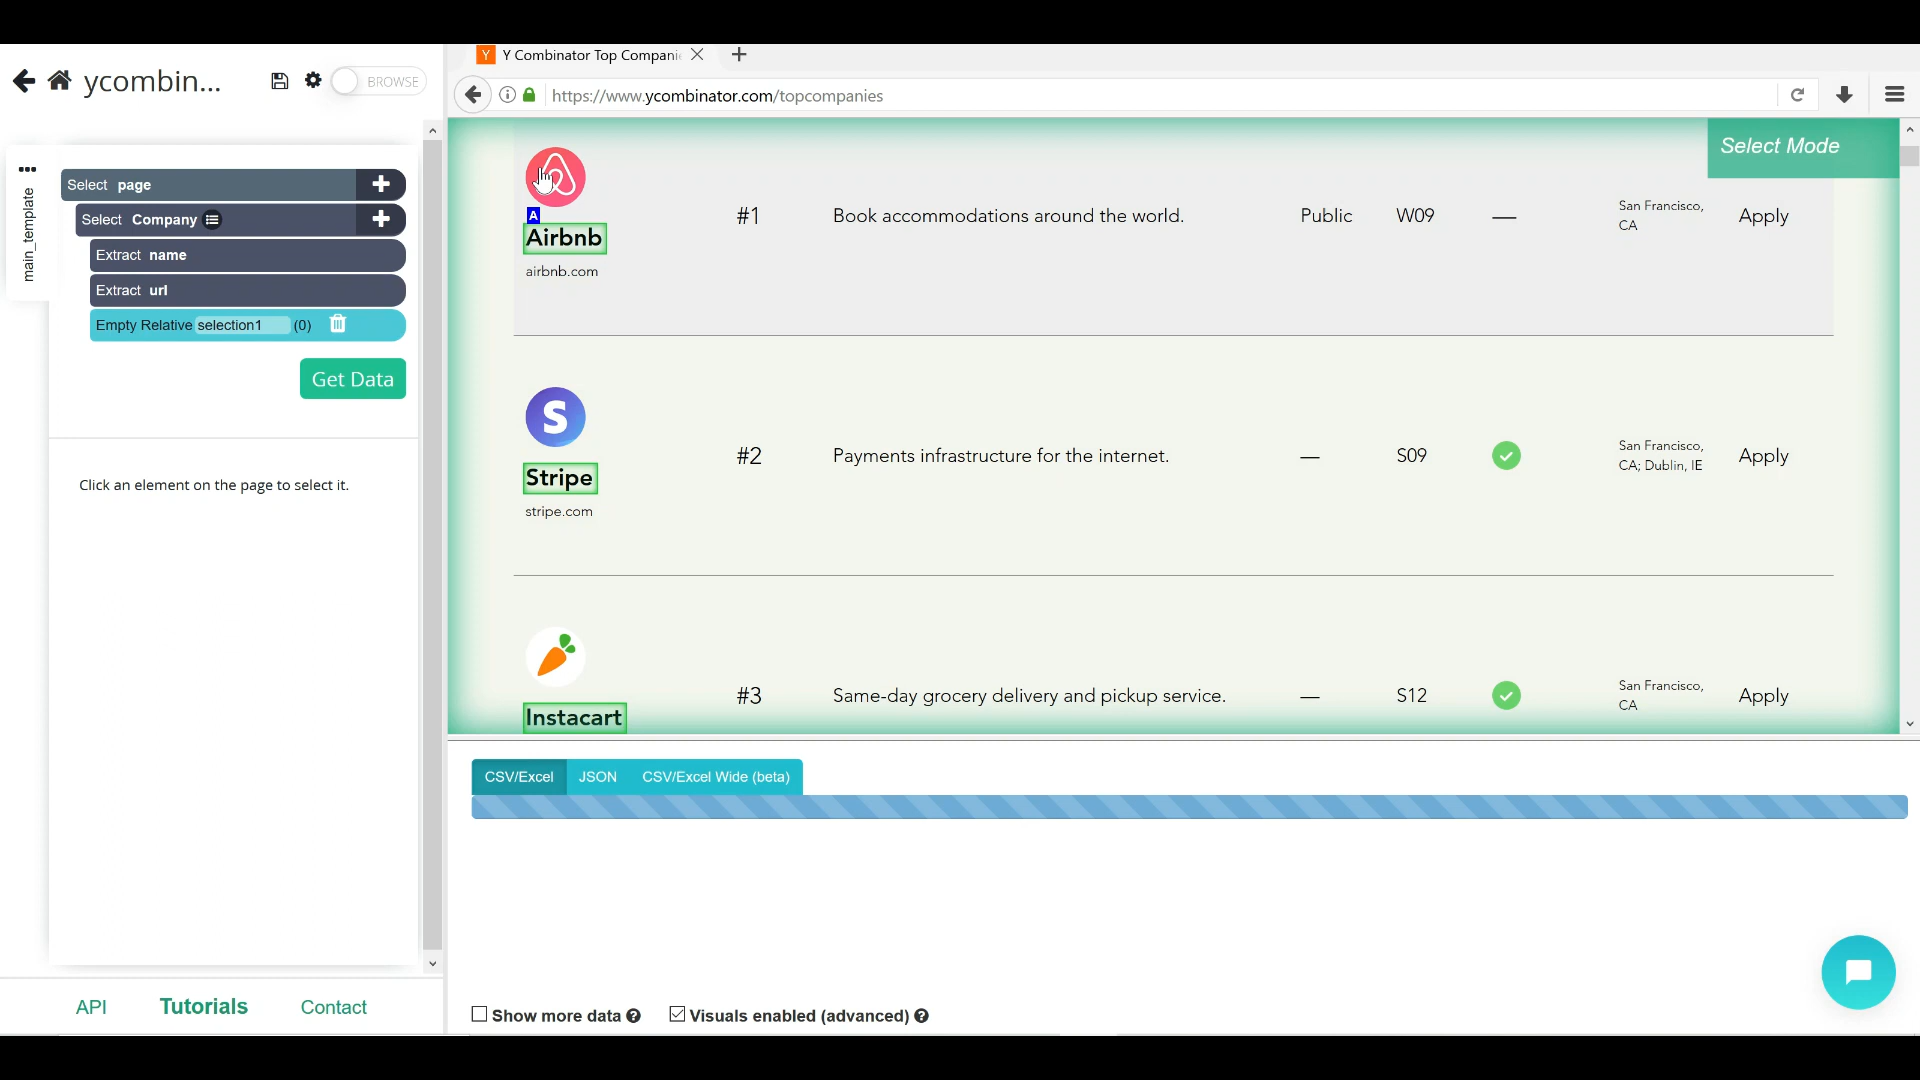 ycombin...
BROWSE
main_template
Select page
Select Company
Extract name
Extract url
Empty Relative selection1 (0)
Get Data
Click an element on the page to select it.
API Tutorials Contact
Y Y Combinator Top Compani
https://www.ycombinator.com/topcompanies
Select Mode
A
Airbnb
airbnb.com
#1 Book accommodations around the world. Public W09 — San Francisco,
CA
Apply
S
Stripe
stripe.com
#2 Payments infrastructure for the internet. — S09 San Francisco,
CA; Dublin, IE
Apply
Instacart
#3 Same-day grocery delivery and pickup service. — S12 San Francisco,
CA
Apply
CSV/Excel JSON CSV/Excel Wide (beta)
Show more data ? Visuals enabled (advanced) ?